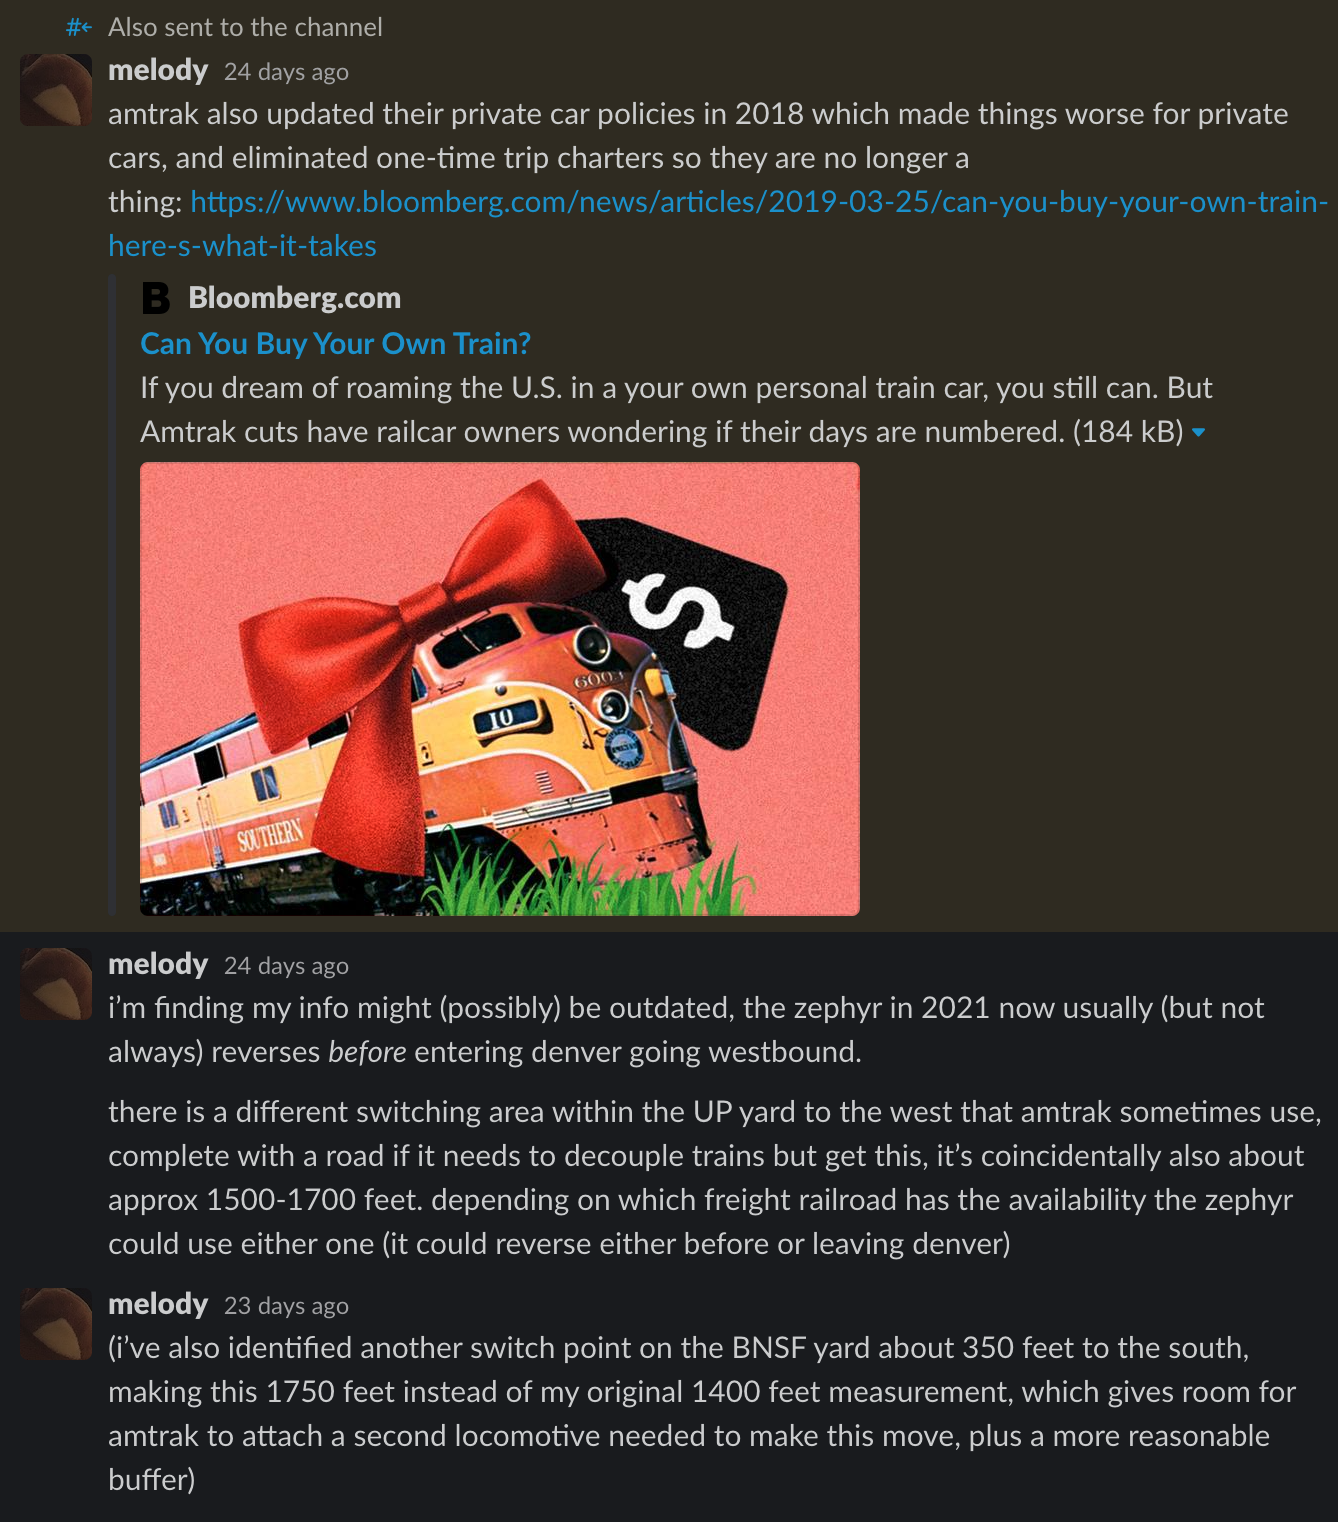 Also sent to the channel
melody 24 days ago
amtrak also updated their private car policies in 2018 which made things worse for private
cars, and eliminated one-time trip charters so they are no longer a
thing: https://www.bloomberg.com/news/articles/2019-03-25/can-you-buy-your-own-train-
here-s-what-it-takes
B Bloomberg.com
Can You Buy Your Own Train?
If you dream of roaming the U.S. in a your own personal train car, you still can. But
Amtrak cuts have railcar owners wondering if their days are numbered. (184 kB)
$
6003
10
SOUTHERN
melody 24 days ago
i’m finding my info might (possibly) be outdated, the zephyr in 2021 now usually (but not
always) reverses before entering denver going westbound.
there is a different switching area within the UP yard to the west that amtrak sometimes use,
complete with a road if it needs to decouple trains but get this, it’s coincidentally also about
approx 1500-1700 feet. depending on which freight railroad has the availability the zephyr
could use either one (it could reverse either before or leaving denver)
melody 23 days ago
(i’ve also identified another switch point on the BNSF yard about 350 feet to the south,
making this 1750 feet instead of my original 1400 feet measurement, which gives room for
amtrak to attach a second locomotive needed to make this move, plus a more reasonable
buffer)